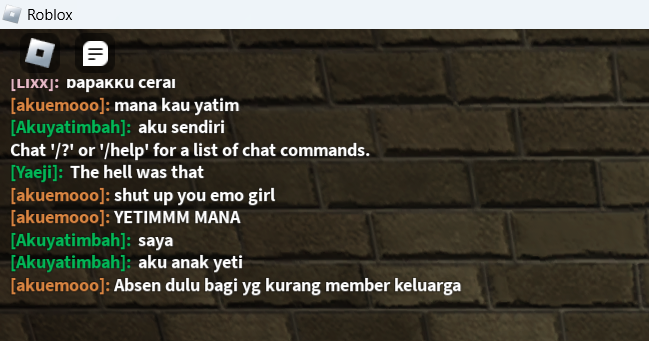 Roblox
[Lixx]: bapakku cerai
[akuemooo]: mana kau yatim
[Akuyatimbah]: aku sendiri
Chat '/?' or '/help' for a list of chat commands.
[Yaeji]: The hell was that
[akuemooo]: shut up you emo girl
[akuemooo]: YETIMMM MANA
[Akuyatimbah]: saya
[Akuyatimbah]: aku anak yeti
[akuemooo]: Absen dulu bagi yg kurang member keluarga